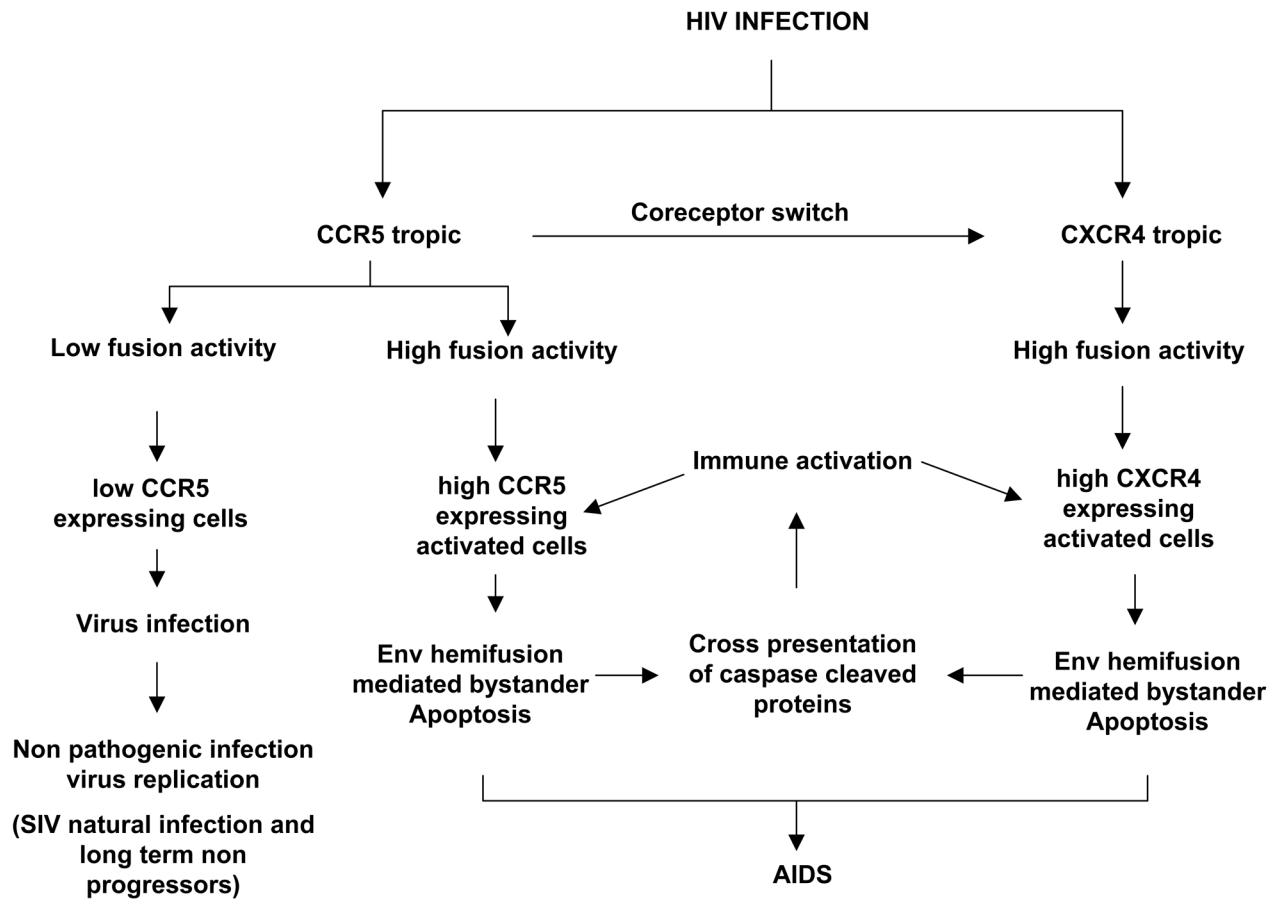 HIV INFECTION
Coreceptor switch
CCR5 tropic
CXCR4 tropic
Low fusion activity
High fusion activity
High fusion activity
low CCR5
expressing cells
high CCR5
expressing
activated cells
Immune activation
high CXCR4
expressing
activated cells
Virus infection
Env hemifusion
mediated bystander
Apoptosis
Cross presentation
of caspase cleaved
proteins
Env hemifusion
mediated bystander
Apoptosis
Non pathogenic infection
virus replication
(SIV natural infection and
long term non
progressors)
AIDS